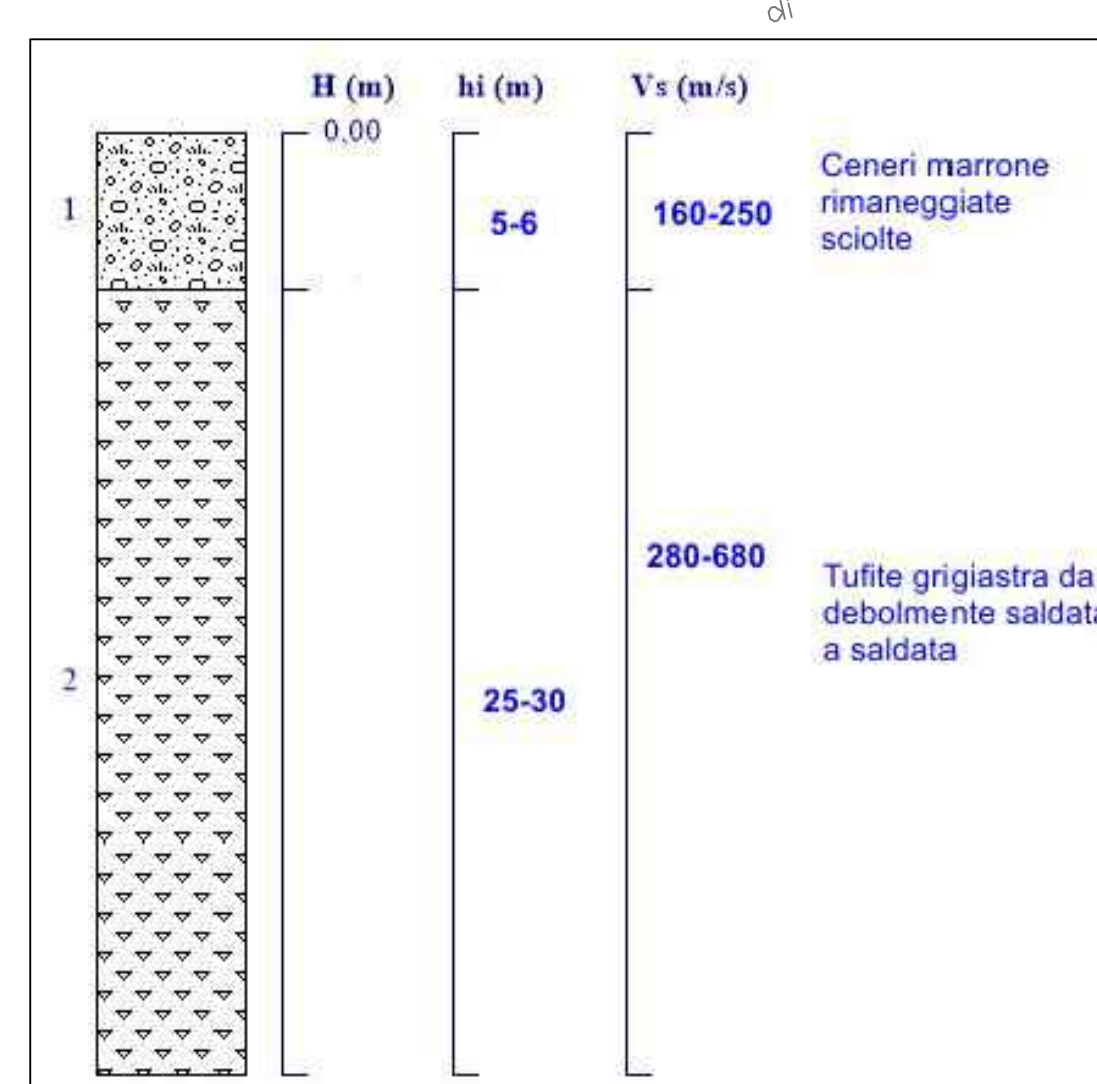 di
H (m) hi (m) Vs (m/s)
0,00
1
5-6
160-250
Ceneri marrone
rimaneggiate
sciolte
280-680
Tufite grigiastra da
debolmente saldata
a saldata
2
25-30